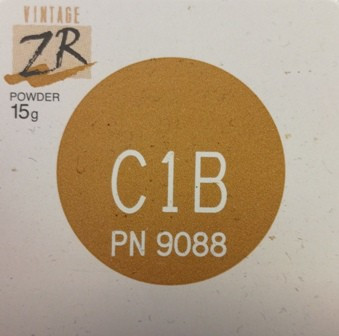 VINTAGE
ZR
POWDER
15g
C1B
PN 9088